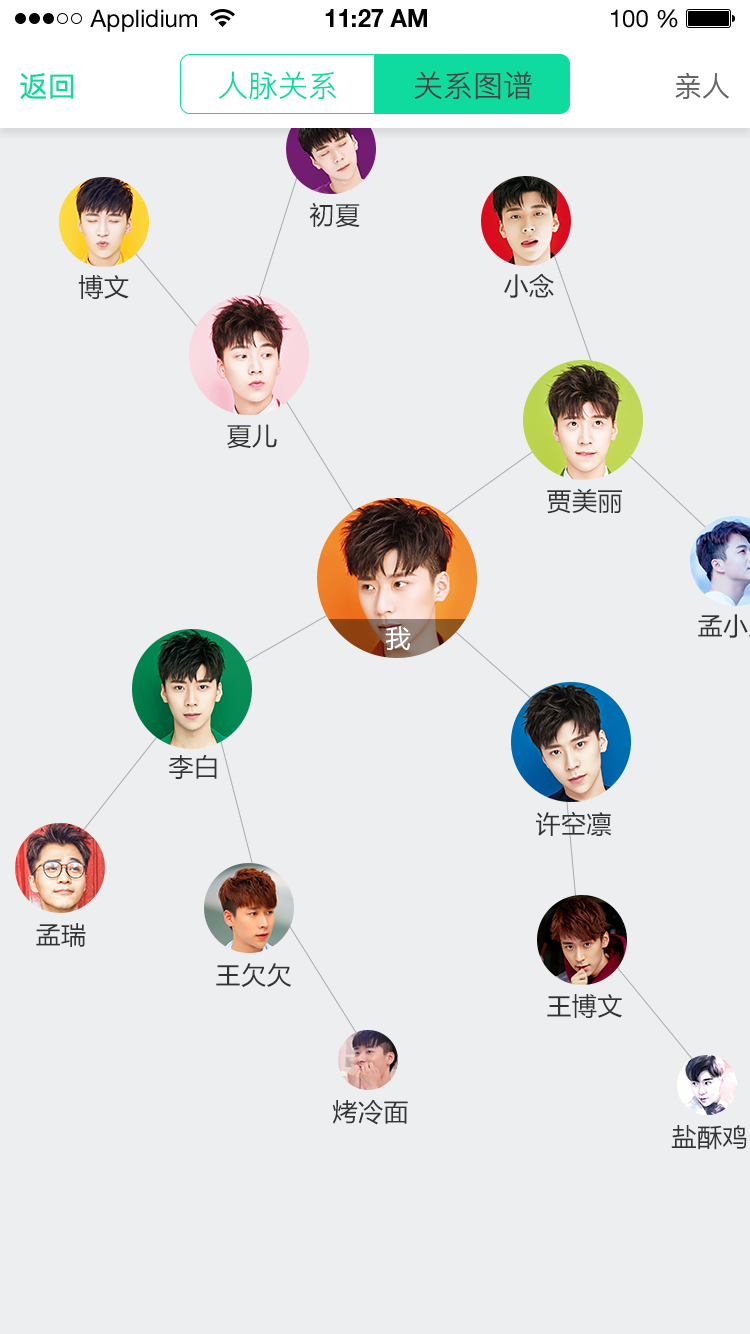 Applidium 11:27 AM 100 %
返回 人脉关系 关系图谱 亲人
初夏
博文
小念
夏儿
贾美丽
我
孟小
李白
许空凛
孟瑞
王欠欠
王博文
烤冷面
盐酥鸡